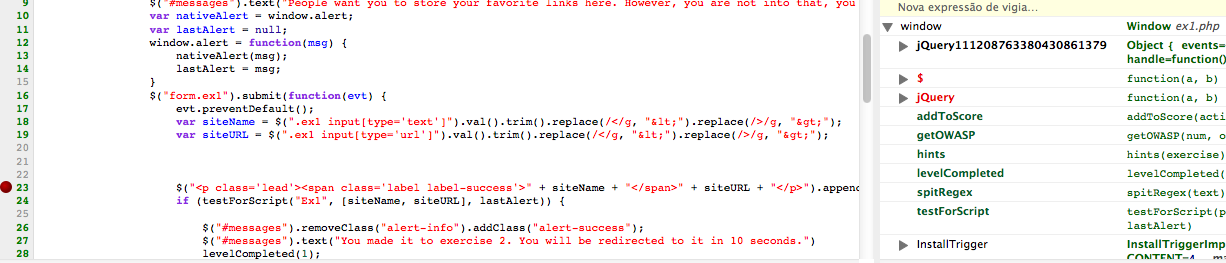 9 $("#messages").text("People want you to store your favorite links here. However, you are not into that, you
10 var nativeAlert = window.alert;
11 var lastAlert = null;
12 window.alert = function(msg) {
13 nativeAlert(msg);
14 lastAlert = msg;
15 }
16 $("form.ex1").submit(function(evt) {
17 evt.preventDefault();
18 var siteName = $(".ex1 input[type='text']").val().trim().replace(/</g, "&lt;").replace(/>/g, "&gt;");
19 var siteURL = $(".ex1 input[type='url']").val().trim().replace(/</g, "&lt;").replace(/>/g, "&gt;");
20
21
22
23 $("<p class='lead'><span class='label label-success'>" + siteName + "</span>" + siteURL + "</p>").append
24 if (testForScript("Ex1", [siteName, siteURL], lastAlert)) {
25
26 $("#messages").removeClass("alert-info").addClass("alert-success");
27 $("#messages").text("You made it to exercise 2. You will be redirected to it in 10 seconds.")
28 levelCompleted(1);
Nova expressão de vigia...
window Window ex1.php
jQuery111208763380430861379 Object { events=
handle=function()
$ function(a, b)
jQuery function(a, b)
addToScore addToScore(acti
getOWASP getOWASP(num, o
hints hints(exercise)
levelCompleted levelCompleted(
spitRegex spitRegex(text)
testForScript testForScript(p
lastAlert)
InstallTrigger InstallTriggerImp
CONTENT=4